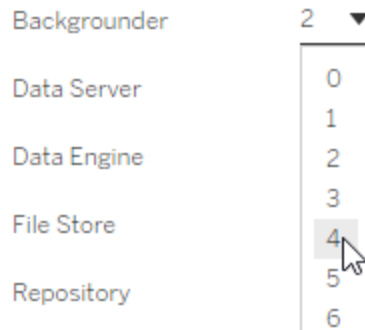 Backgrounder 2
0
Data Server
1
Data Engine 2
3
File Store
4
5
Repository
6